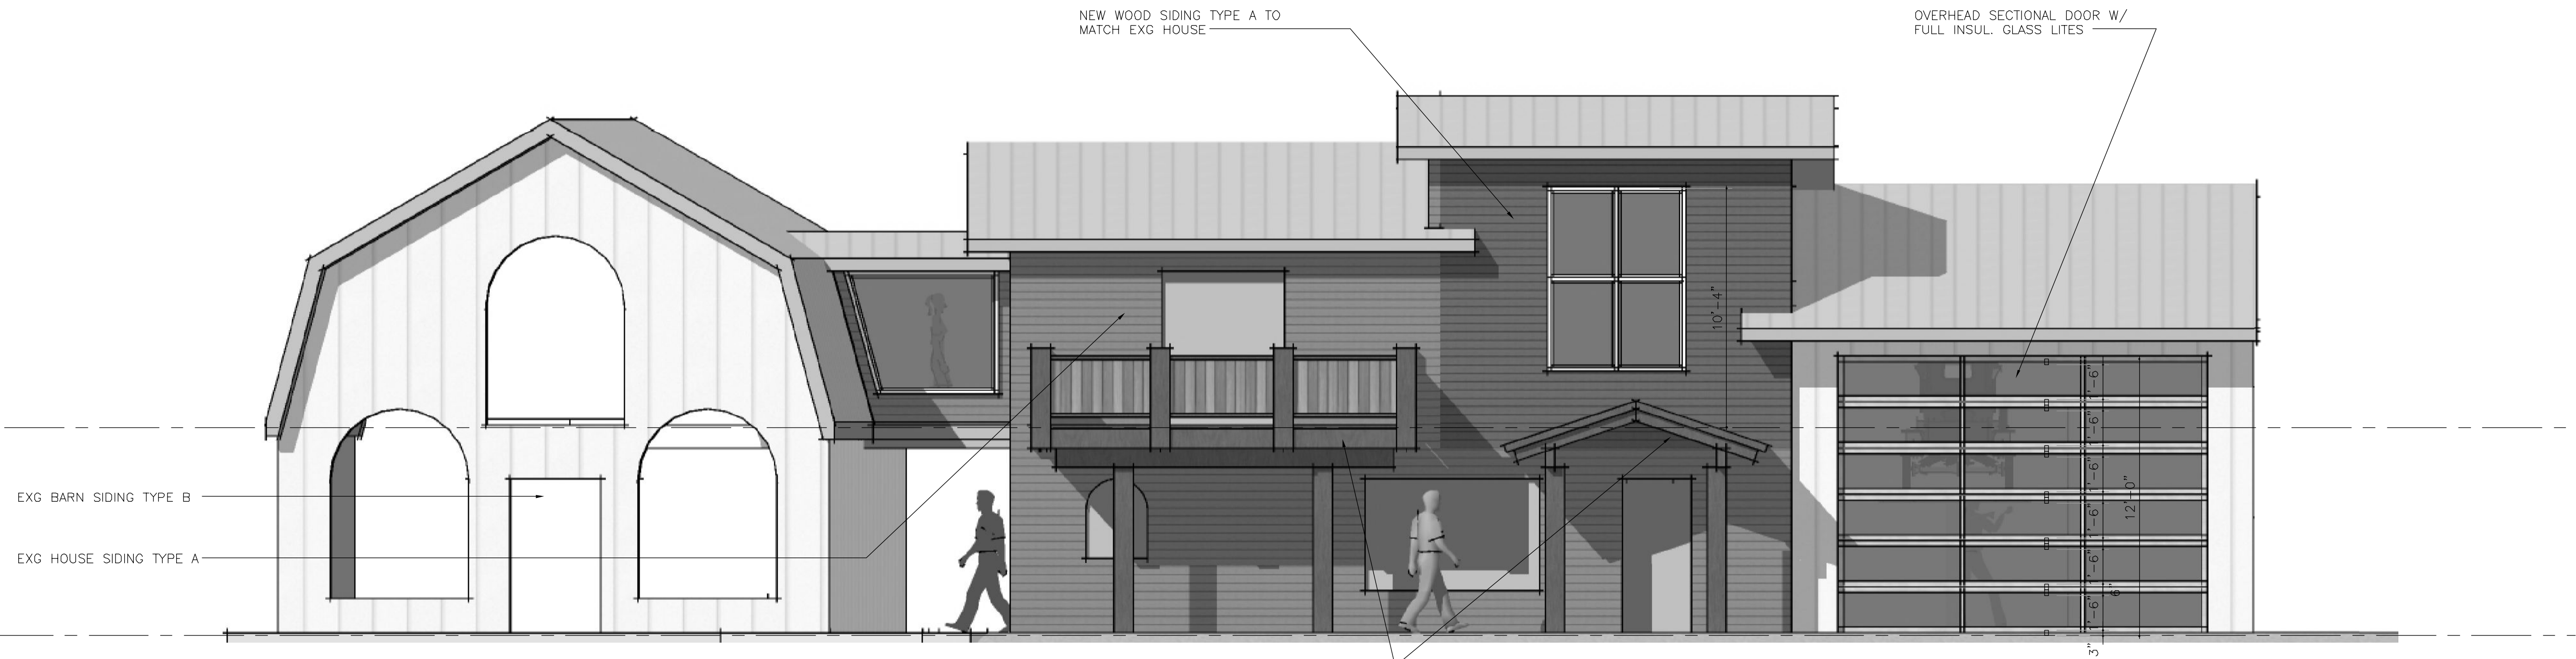 NEW WOOD SIDING TYPE A TO
MATCH EXG HOUSE
OVERHEAD SECTIONAL DOOR W/
FULL INSUL. GLASS LITES
10'-4"
1'-6"
1'-6"
1'-6"
1'-6"
1'-6"
1'-6"
12'-0"
6"
3"
EXG BARN SIDING TYPE B
EXG HOUSE SIDING TYPE A